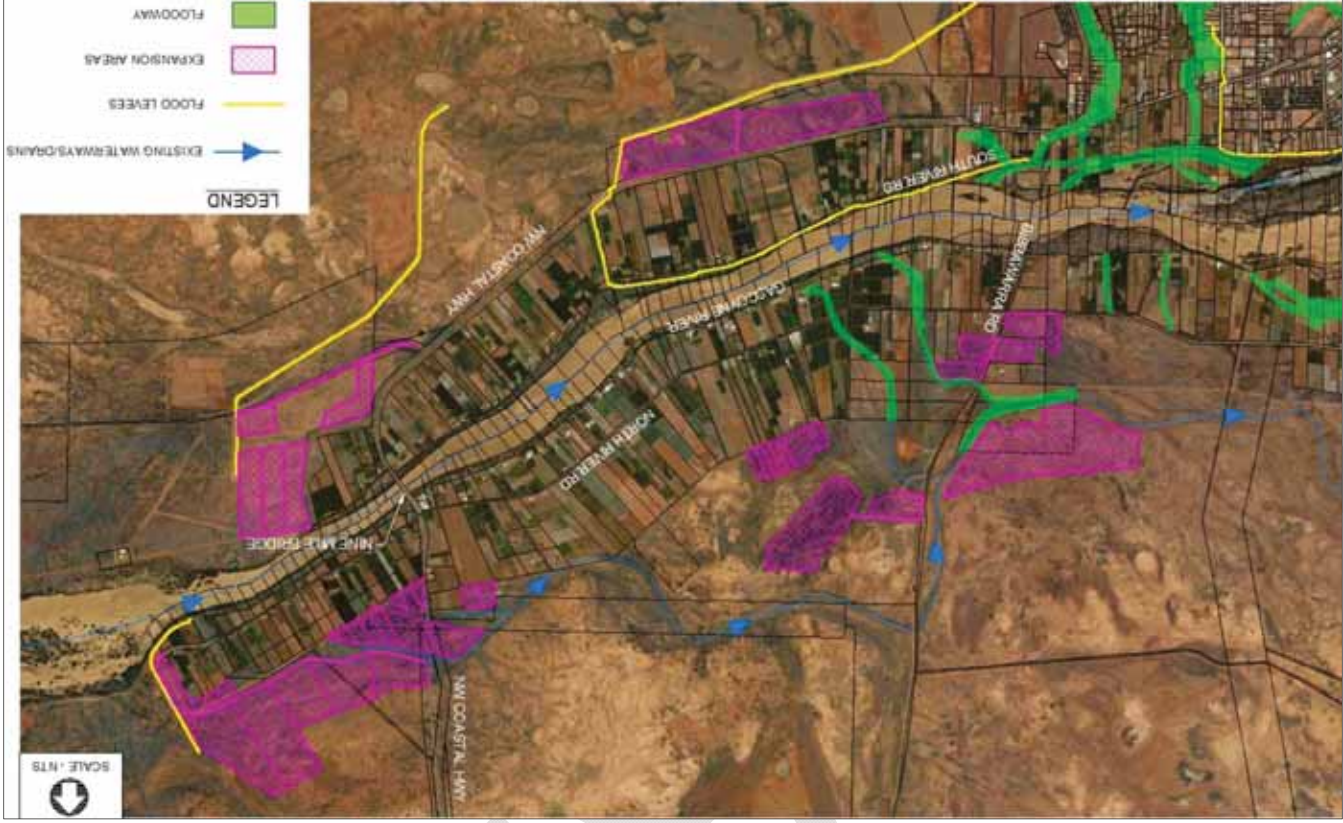 SCALE - NTS
NW COASTAL HWY
NINE MILE BRIDGE
NORTH RIVER RD
GASCOYNE RIVER
BIBBAWARRA RD
NW COASTAL HWY
SOUTH RIVER RD
LEGEND
EXISTING WATERWAYS/DRAINS
FLOOD LEVEES
EXPANSION AREAS
FLOODWAY